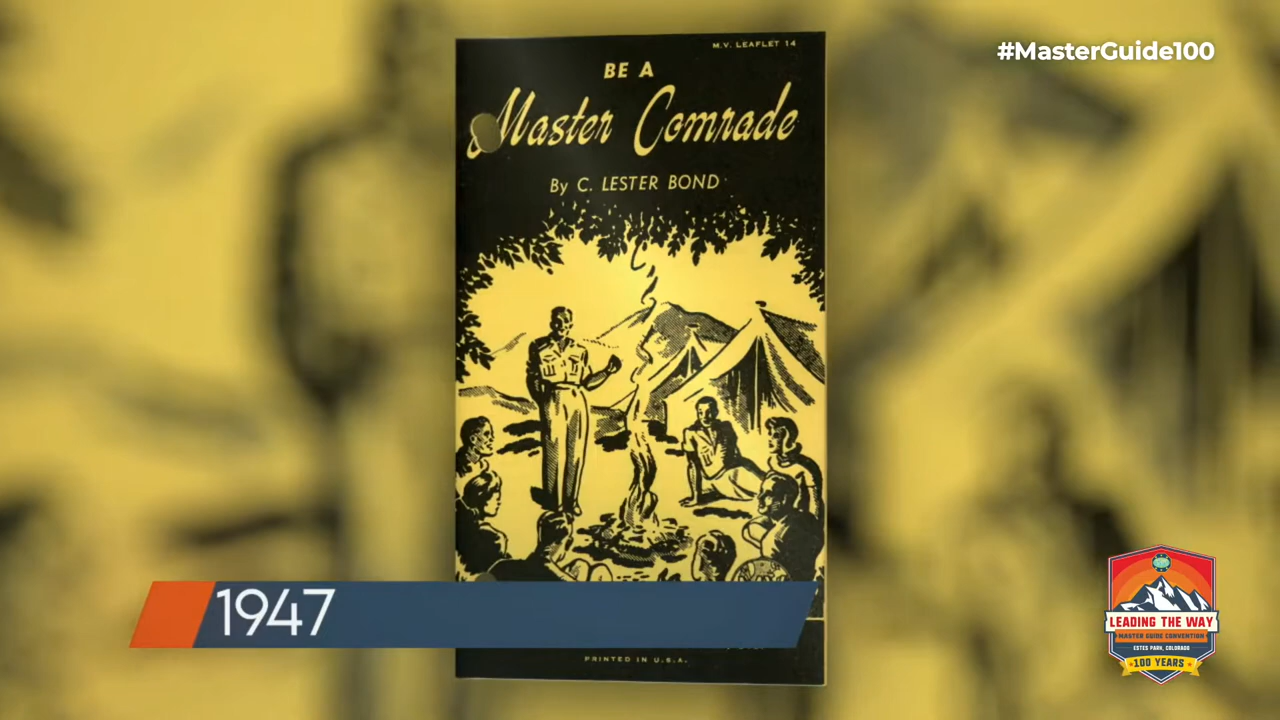 M.V. LEAFLET 14
#MasterGuide100
BE A
Master Comrade
By C. LESTER BOND
1947
PRINTED IN U.S.A.
LEADING THE WAY
MASTER GUIDE CONVENTION
ESTES PARK, COLORADO
100 YEARS